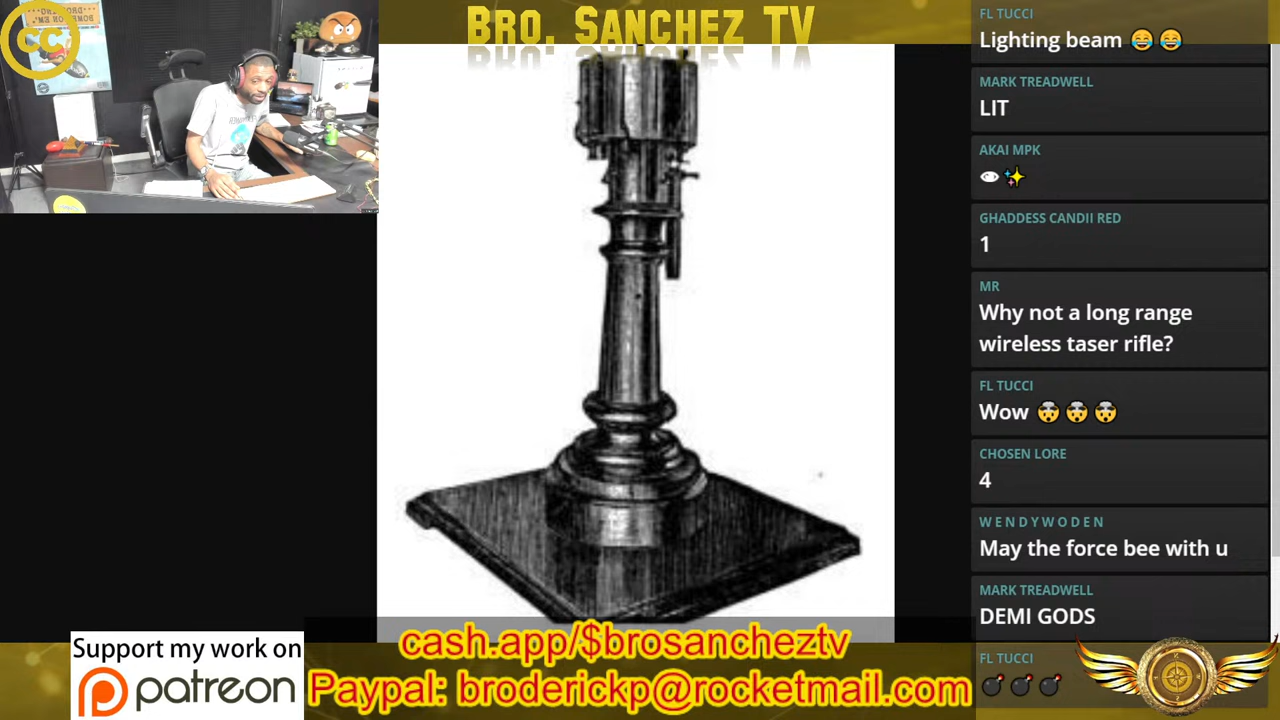 CC
BRO. SANCHEZ TV
FL TUCCI
Lighting beam 😂😂
MARK TREADWELL
LIT
AKAI MPK
👁✨
GHADDESS CANDII RED
1
MR
Why not a long range
wireless taser rifle?
FL TUCCI
Wow 🤯🤯🤯
CHOSEN LORE
4
W E N D Y W O D E N
May the force bee with u
MARK TREADWELL
DEMI GODS
FL TUCCI
💣💣💣
Support my work on
patreon
cash.app/$brosancheztv
Paypal: broderickp@rocketmail.com